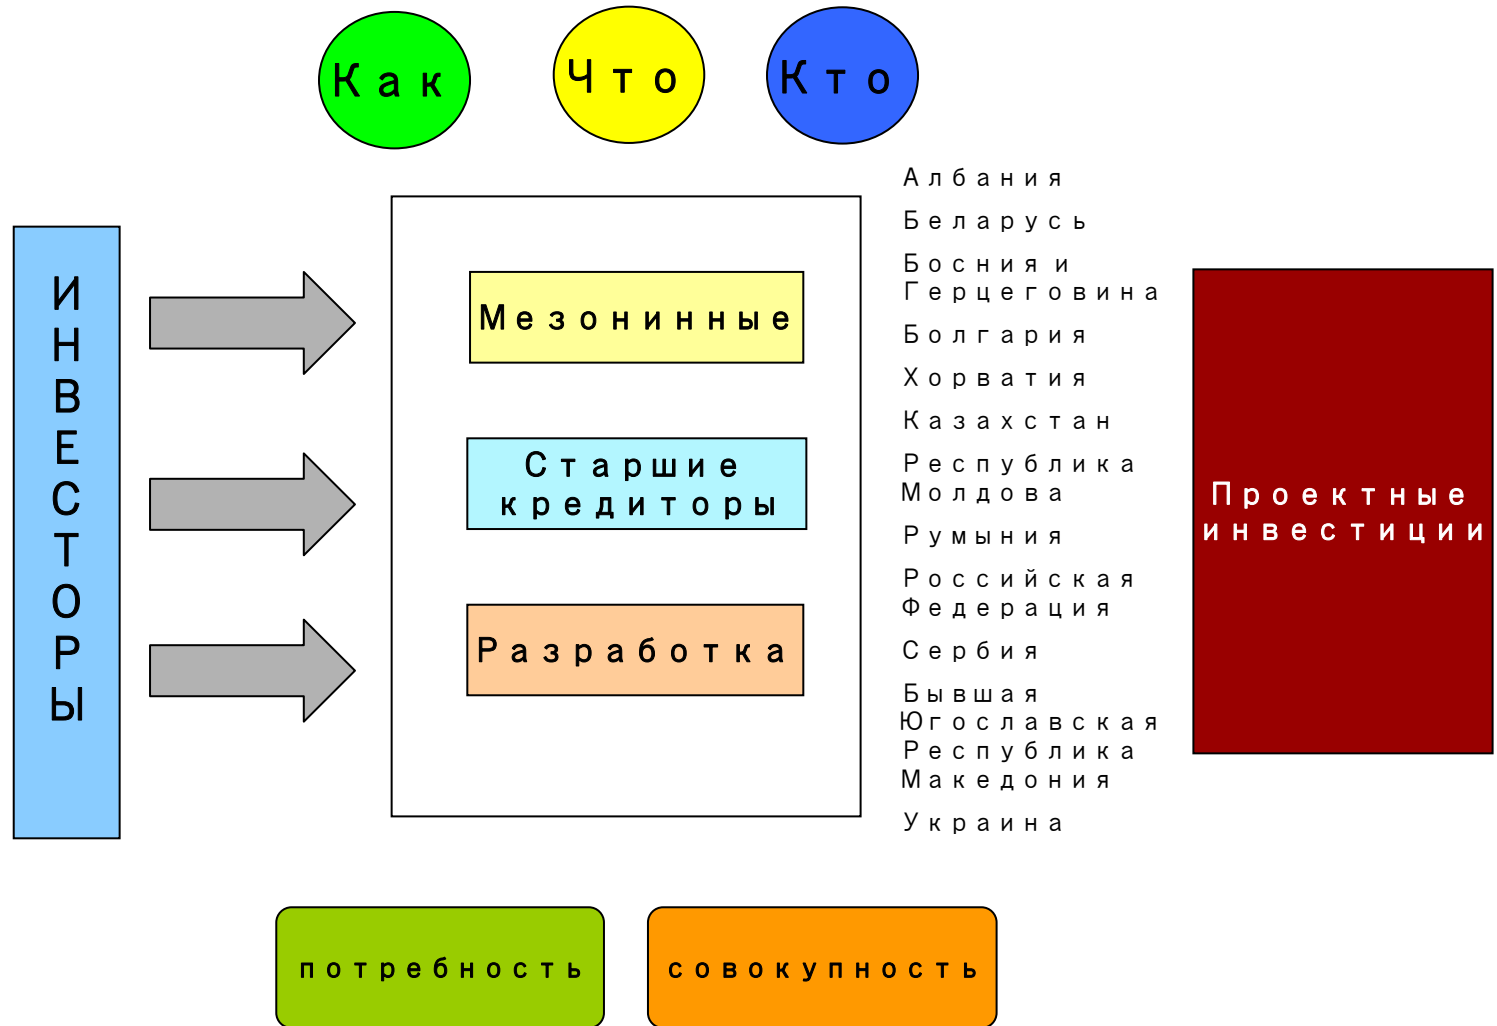 Как
Что
Кто
ИНВЕСТОРЫ
Мезонинные
Старшие
кредиторы
Разработка
Албания
Беларусь
Босния и
Герцеговина
Болгария
Хорватия
Казахстан
Республика
Молдова
Румыния
Российская
Федерация
Сербия
Бывшая
Югославская
Республика
Македония
Украина
Проектные
инвестиции
потребность
совокупность